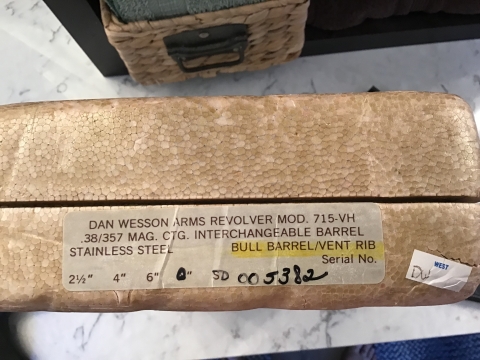 DAN WESSON ARMS REVOLVER MOD. 715-VH
.38/357 MAG. CTG. INTERCHANGEABLE BARREL
STAINLESS STEEL BULL BARREL/VENT RIB
Serial No.
2½" 4" 6" 8" SD 005382
WEST